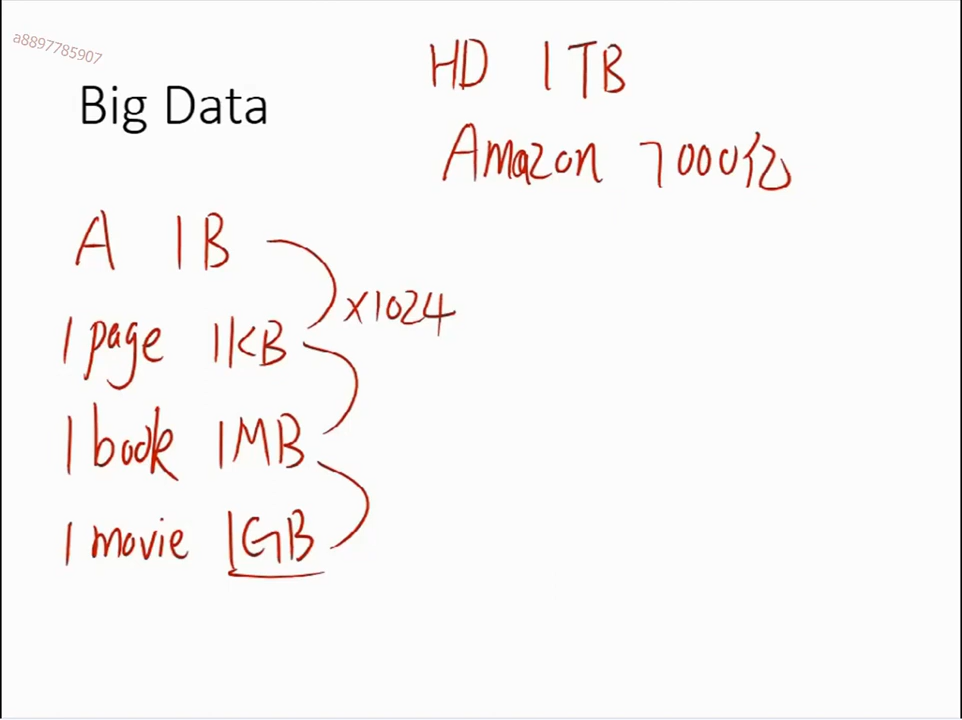 a8897785907
Big Data
HD 1TB
Amazon 7000亿
A 1B
×1024
1 page 1KB
1 book 1MB
1 movie 1GB